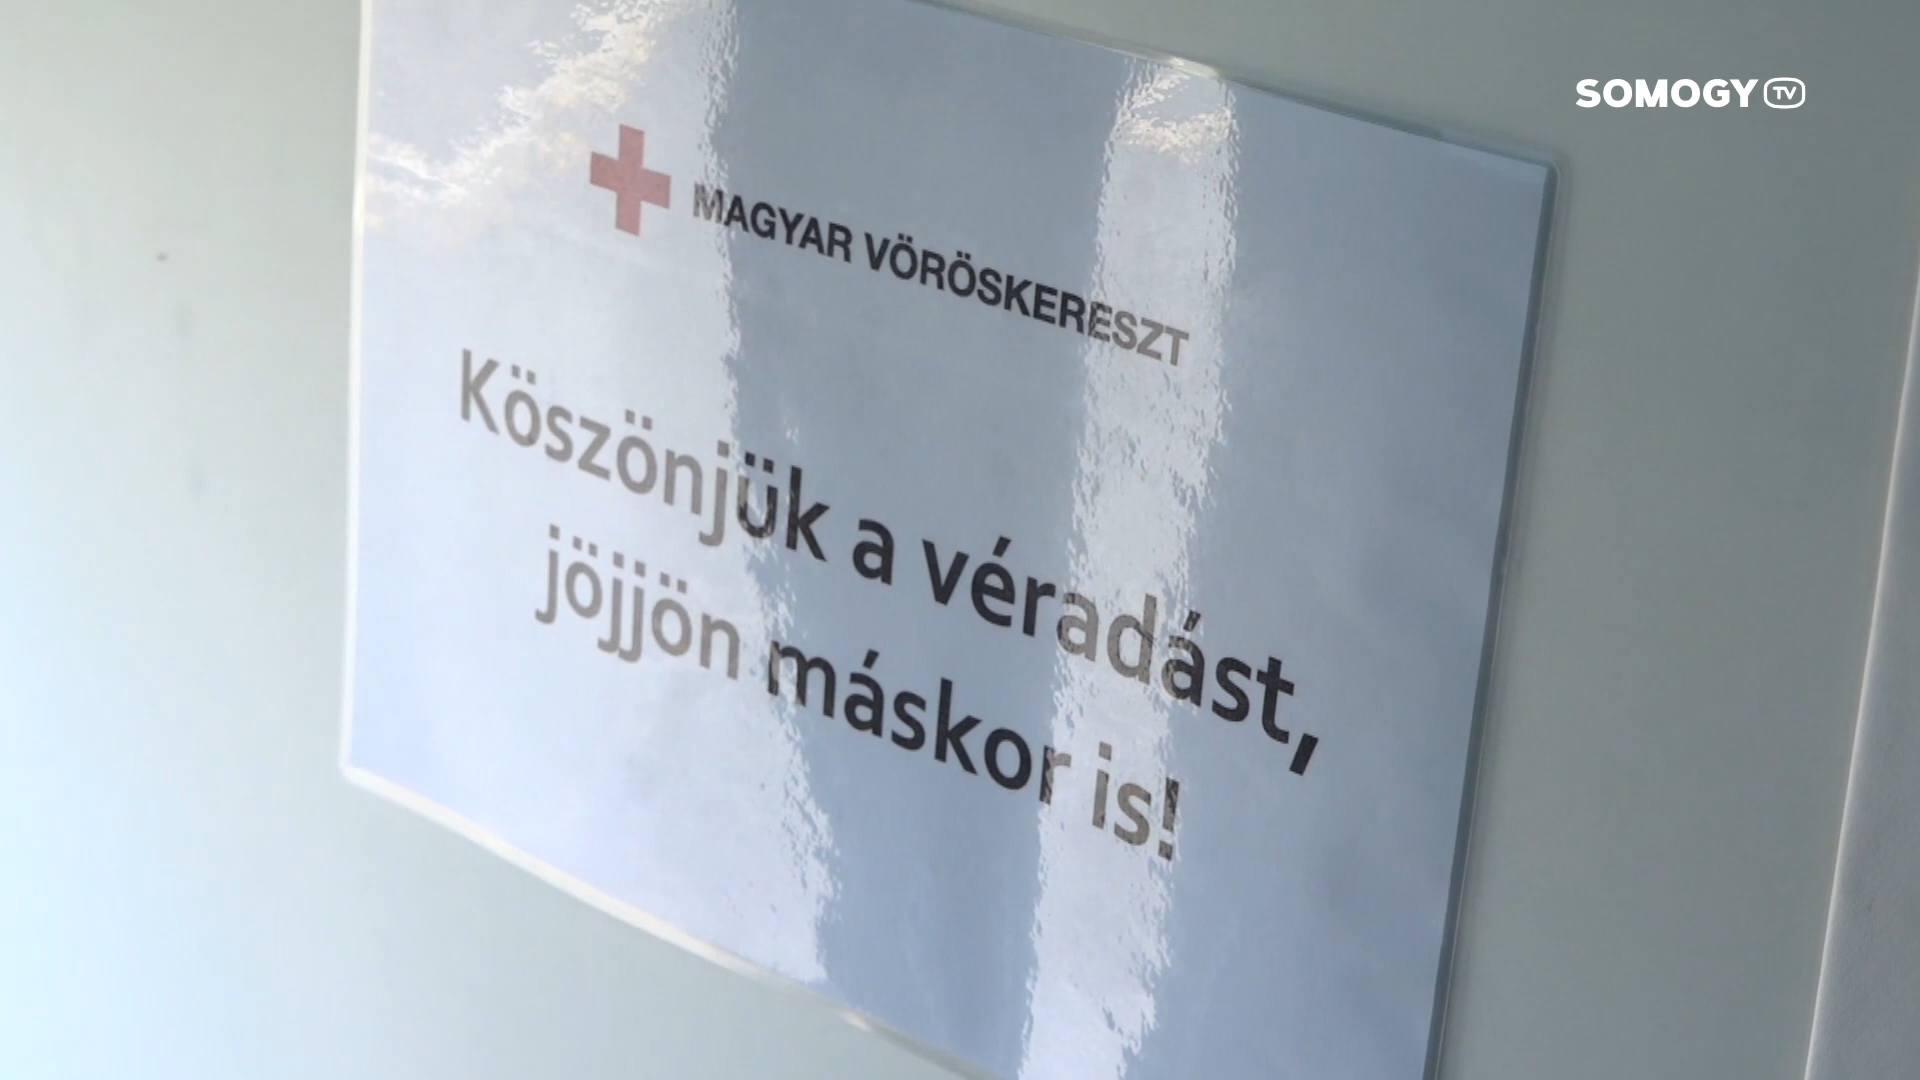 SOMOGY TV
MAGYAR VÖRÖSKERESZT
Köszönjük a véradást,
jöjjön máskor is!